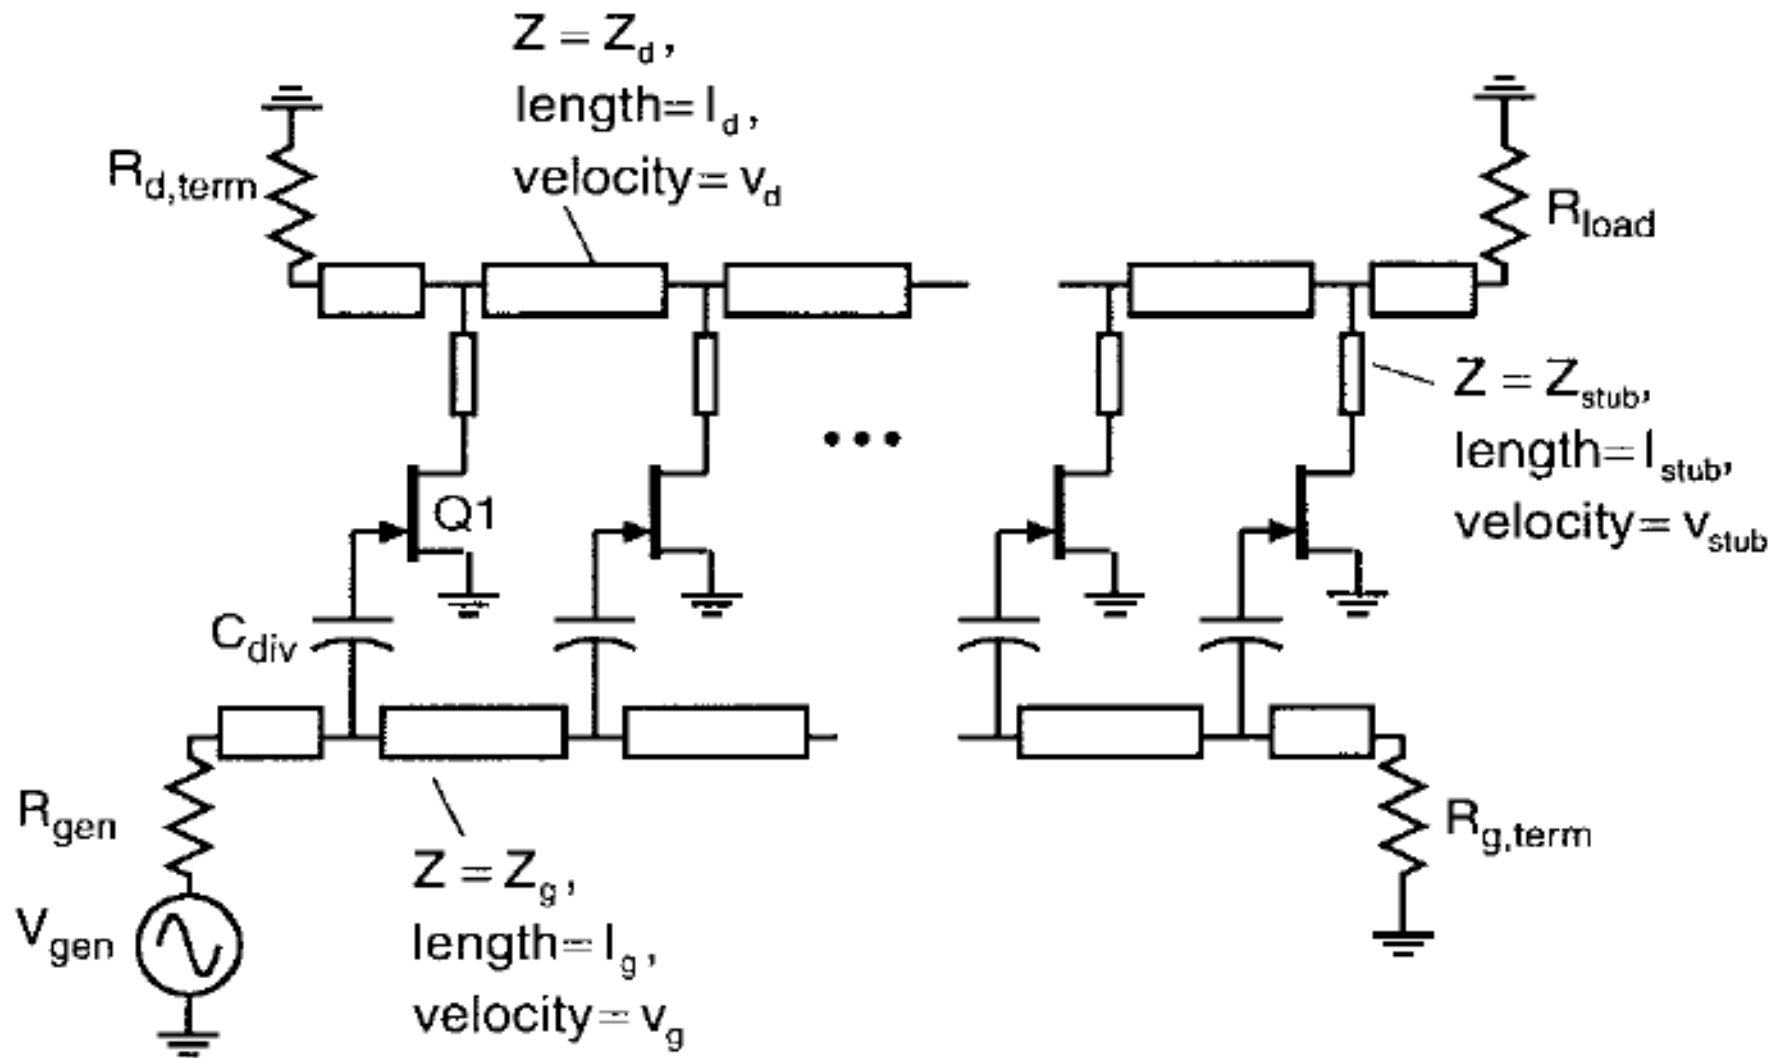 Z = Z_d,
length= l_d,
velocity= v_d
R_d,term
R_load
Z = Z_stub,
length= l_stub,
velocity= v_stub
Q1
C_div
R_gen
V_gen
Z = Z_g,
length= l_g,
velocity= v_g
R_g,term